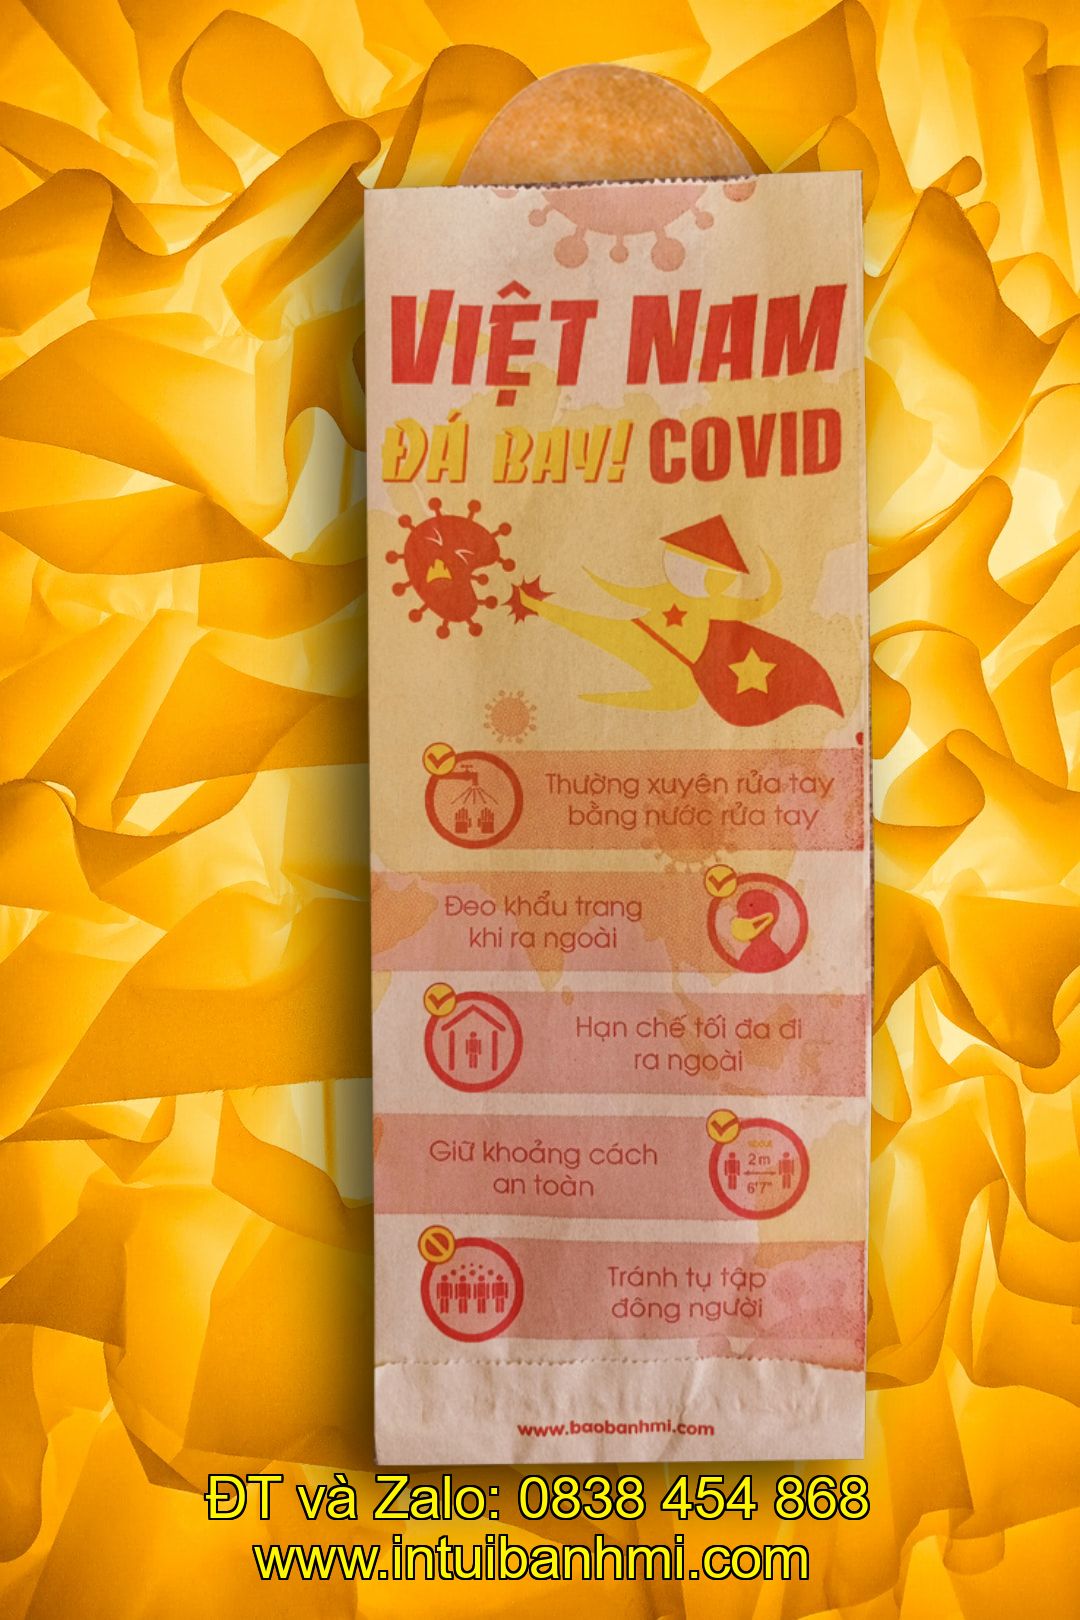 VIỆT NAM
ĐÁ BAY! COVID
Thường xuyên rửa tay
bằng nước rửa tay
Đeo khẩu trang
khi ra ngoài
Hạn chế tối đa đi
ra ngoài
Giữ khoảng cách
an toàn
about
2m
6'7"
Tránh tụ tập
đông người
www.baobanhmi.com
ĐT và Zalo: 0838 454 868
www.intuibanhmi.com